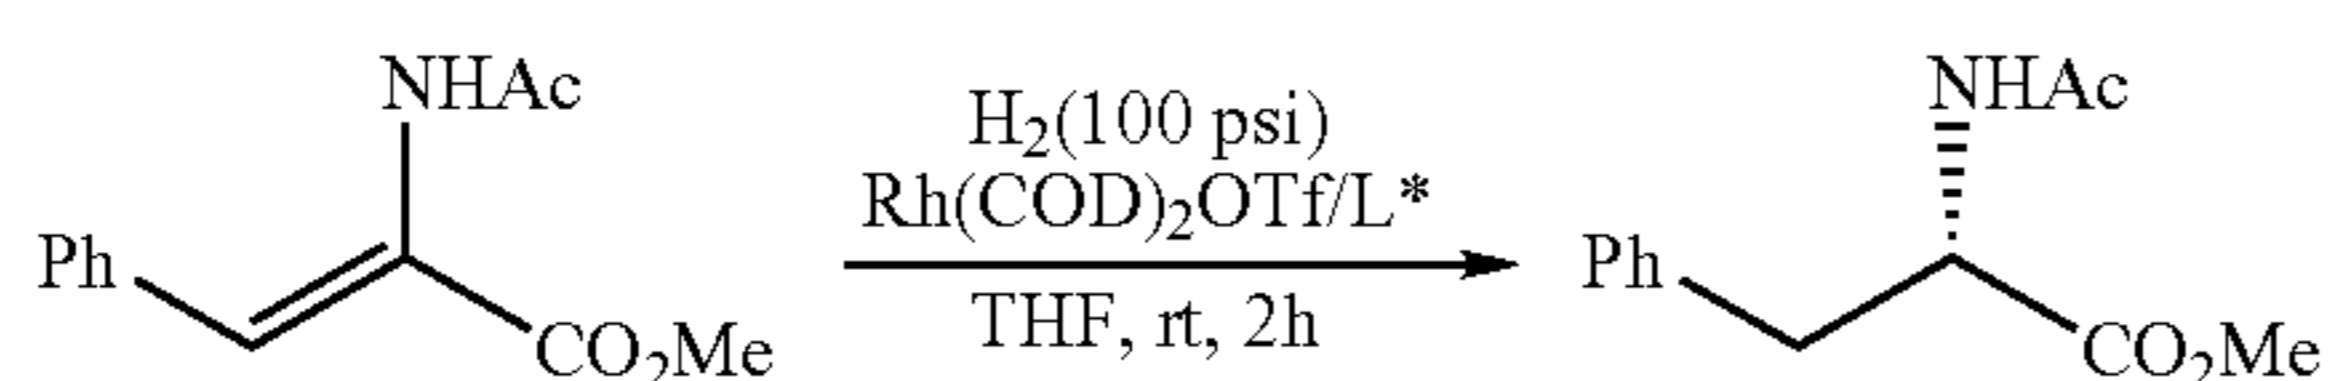 NHAc
Ph
CO₂Me
H₂(100 psi)
Rh(COD)₂OTf/L*
THF, rt, 2h
NHAc
Ph
CO₂Me